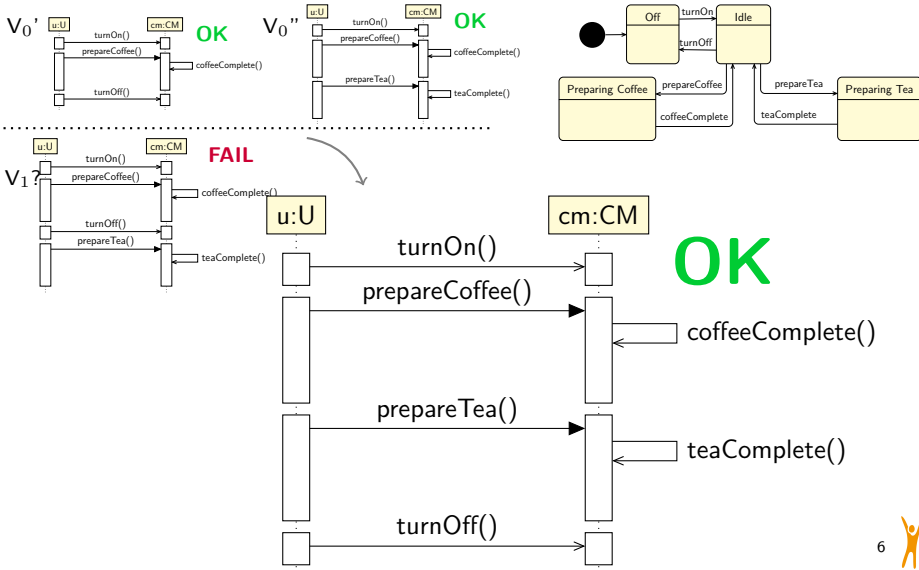 V0'
u:U
cm:CM
turnOn()
OK
prepareCoffee()
coffeeComplete()
turnOff()
V0''
u:U
cm:CM
turnOn()
OK
prepareCoffee()
coffeeComplete()
prepareTea()
teaComplete()
Off
turnOn
Idle
turnOff
Preparing Coffee
prepareCoffee
prepareTea
Preparing Tea
coffeeComplete
teaComplete
V1?
u:U
cm:CM
FAIL
turnOn()
prepareCoffee()
coffeeComplete()
turnOff()
prepareTea()
teaComplete()
u:U
cm:CM
turnOn()
OK
prepareCoffee()
coffeeComplete()
prepareTea()
teaComplete()
turnOff()
6